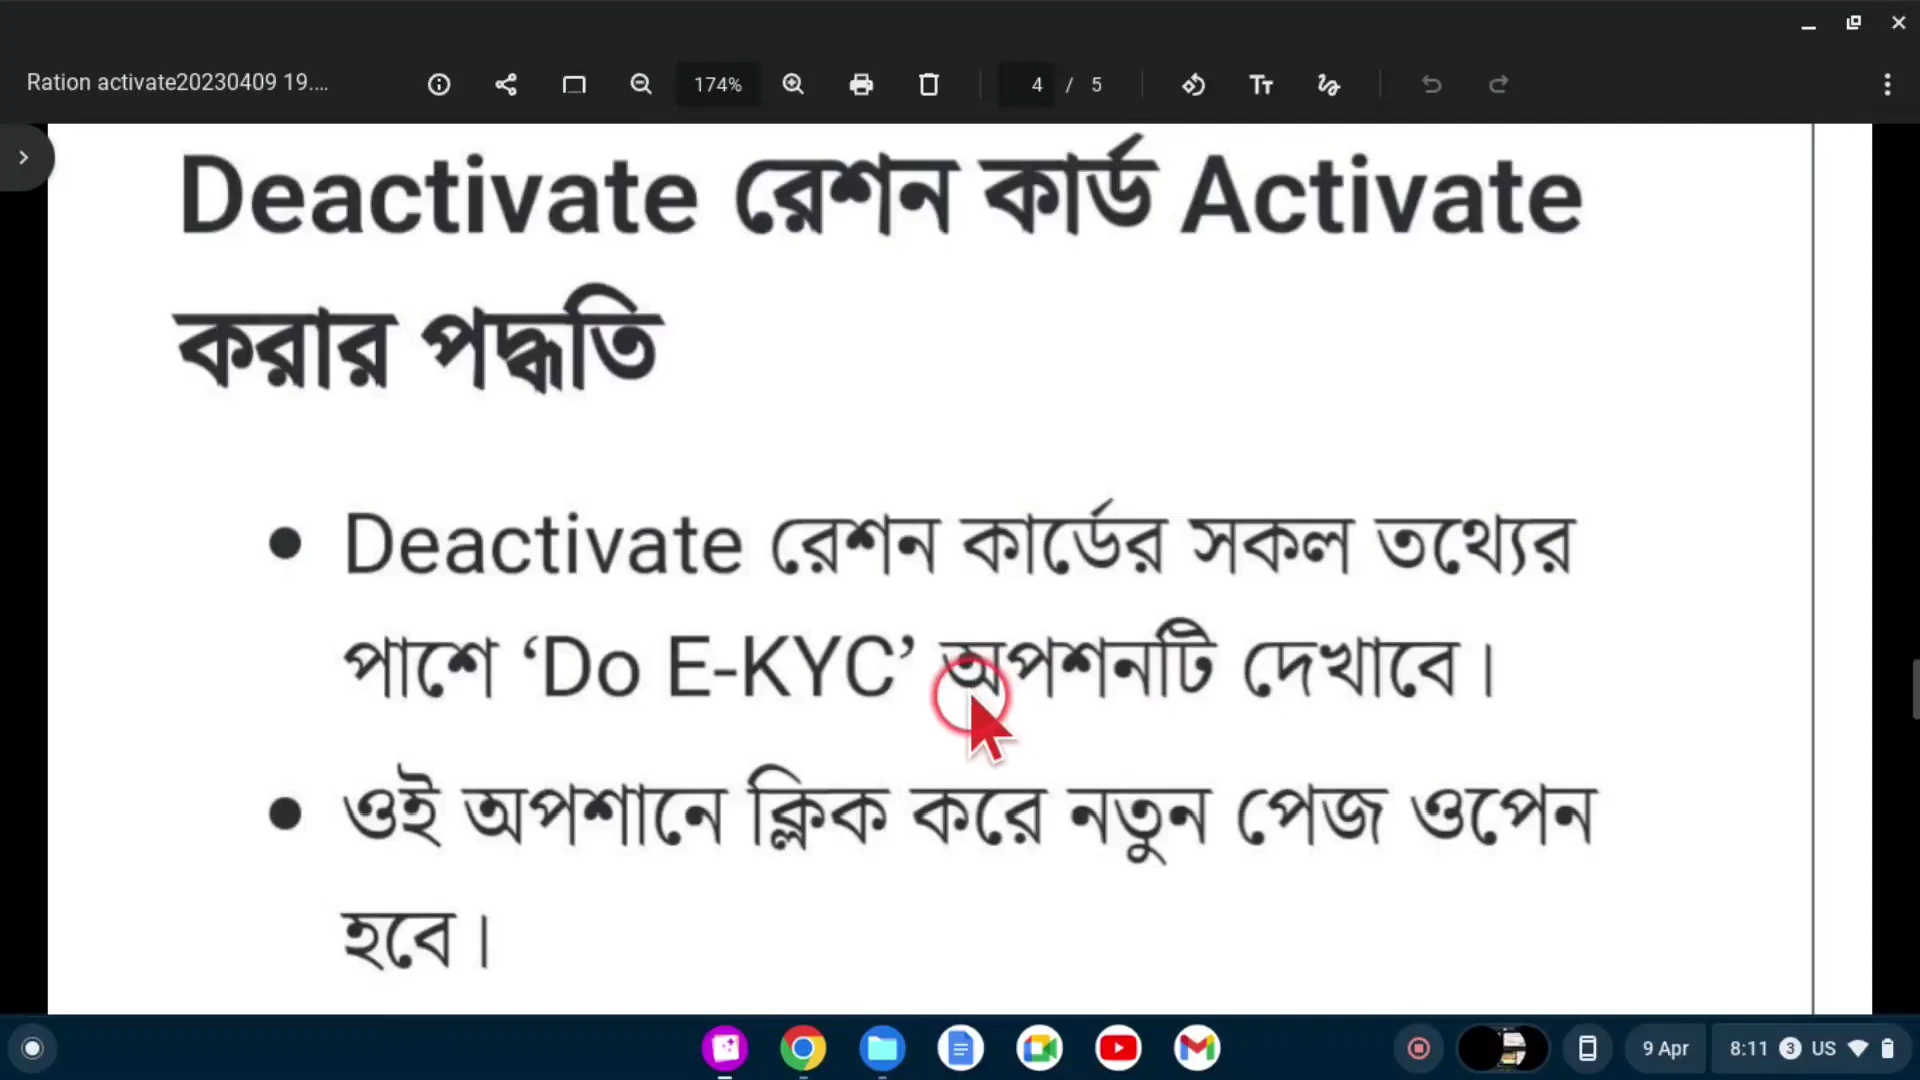 Ration activate20230409 19....
174%
4 / 5
Deactivate রেশন কার্ড Activate
করার পদ্ধতি
• Deactivate রেশন কার্ডের সকল তথ্যের
পাশে ‘Do E-KYC’ অপশনটি দেখাবে।
• ওই অপশানে ক্লিক করে নতুন পেজ ওপেন
হবে।
9 Apr
8:11 3 US